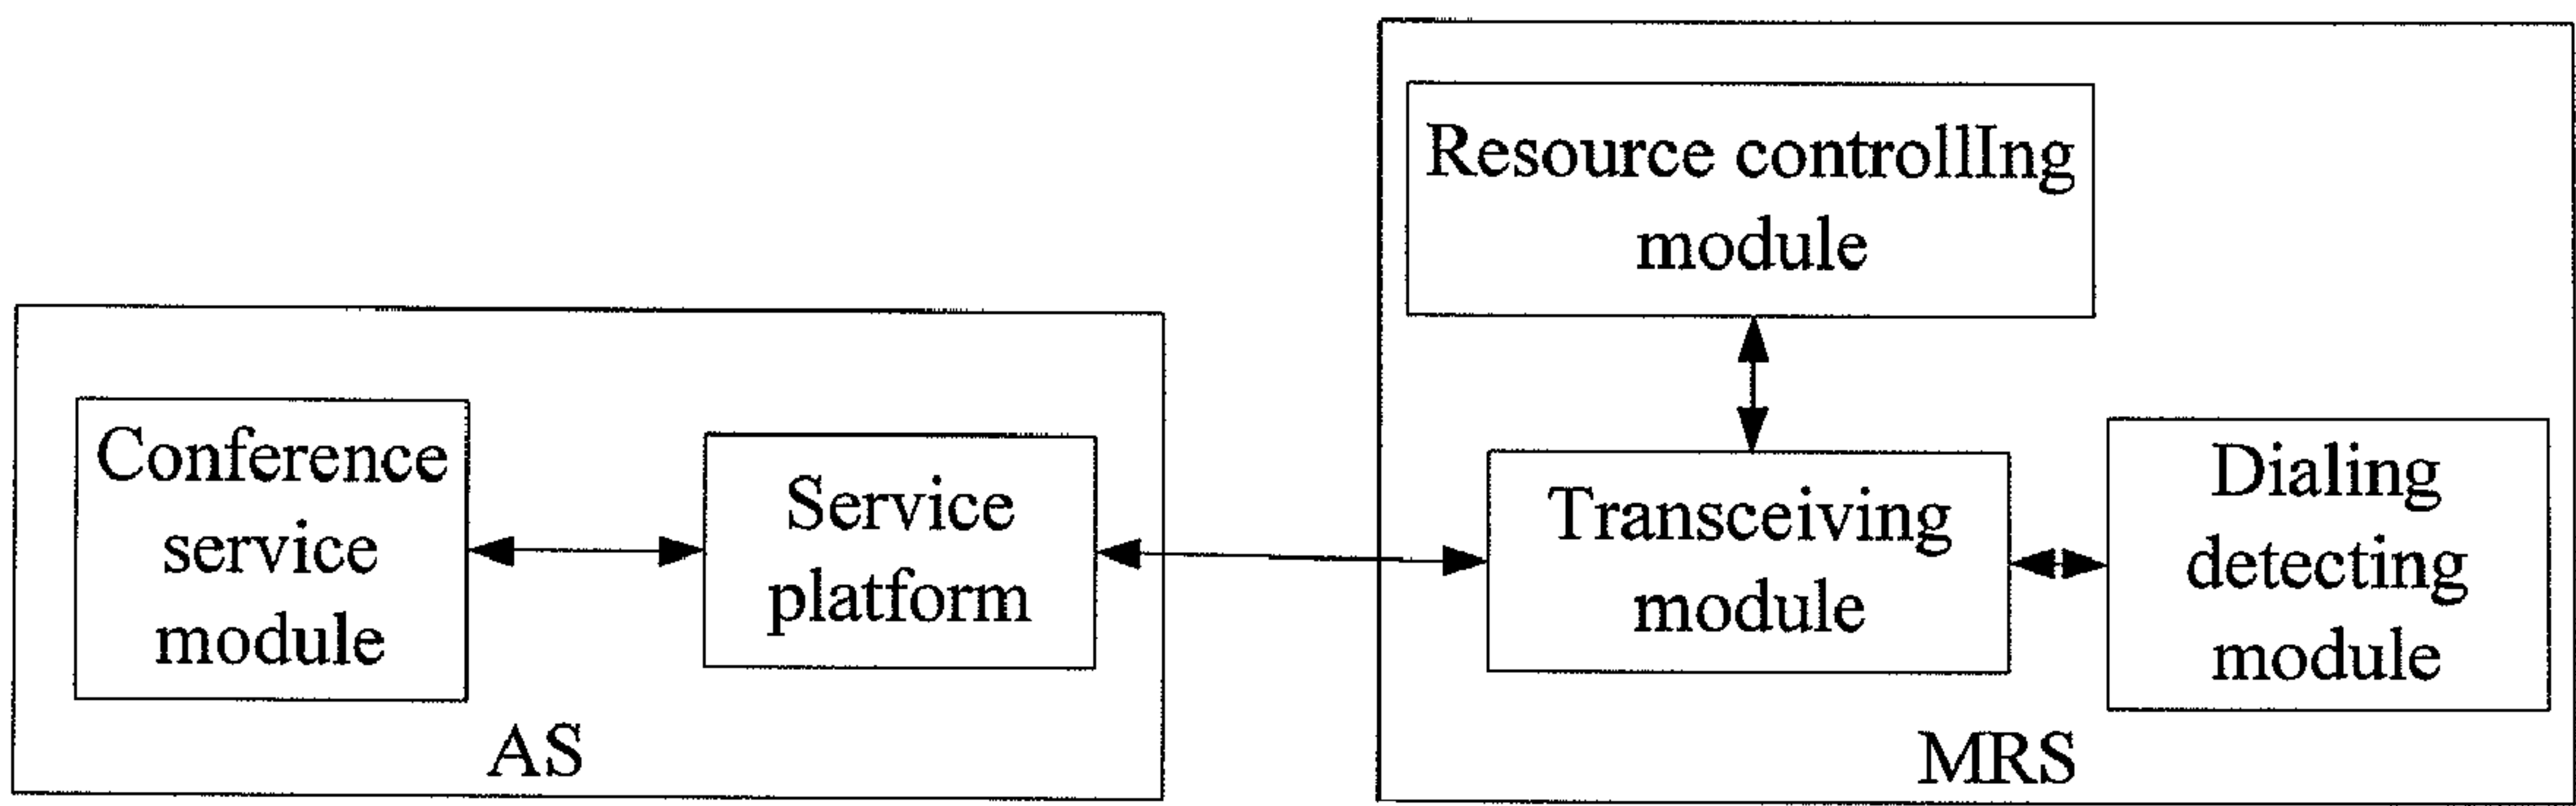 Resource controllIng
module
Conference
service
module
Service
platform
Transceiving
module
Dialing
detecting
module
AS
MRS